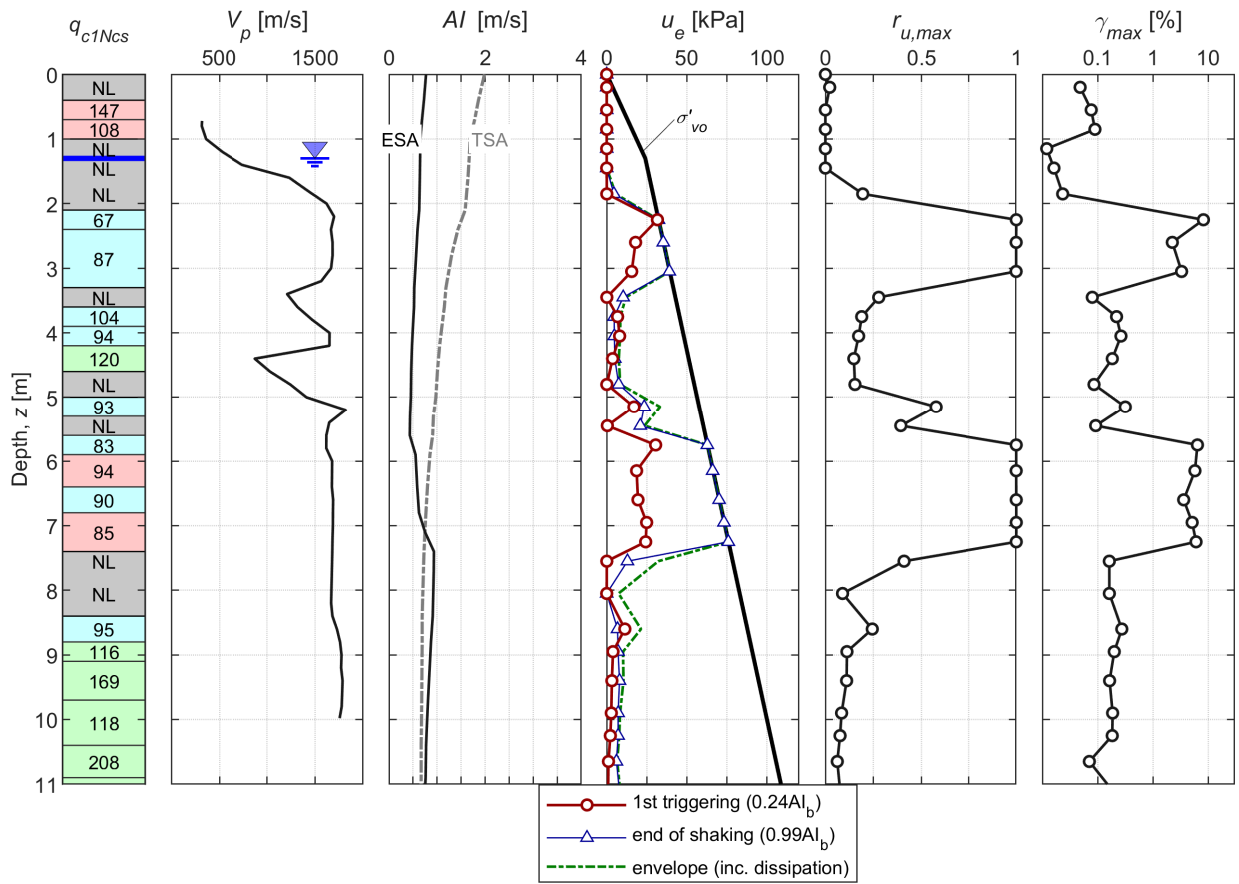 q_c1Ncs
V_p [m/s]
AI [m/s]
u_e [kPa]
r_u,max
γ_max [%]
500 1500
0 2 4
0 50 100
0 0.5 1
0.1 1 10
Depth, z [m]
0
1
2
3
4
5
6
7
8
9
10
11
NL
147
108
NL
NL
NL
67
87
NL
104
94
120
NL
93
NL
83
94
90
85
NL
NL
95
116
169
118
208
ESA
TSA
σ'_vo
1st triggering (0.24AI_b)
end of shaking (0.99AI_b)
envelope (inc. dissipation)